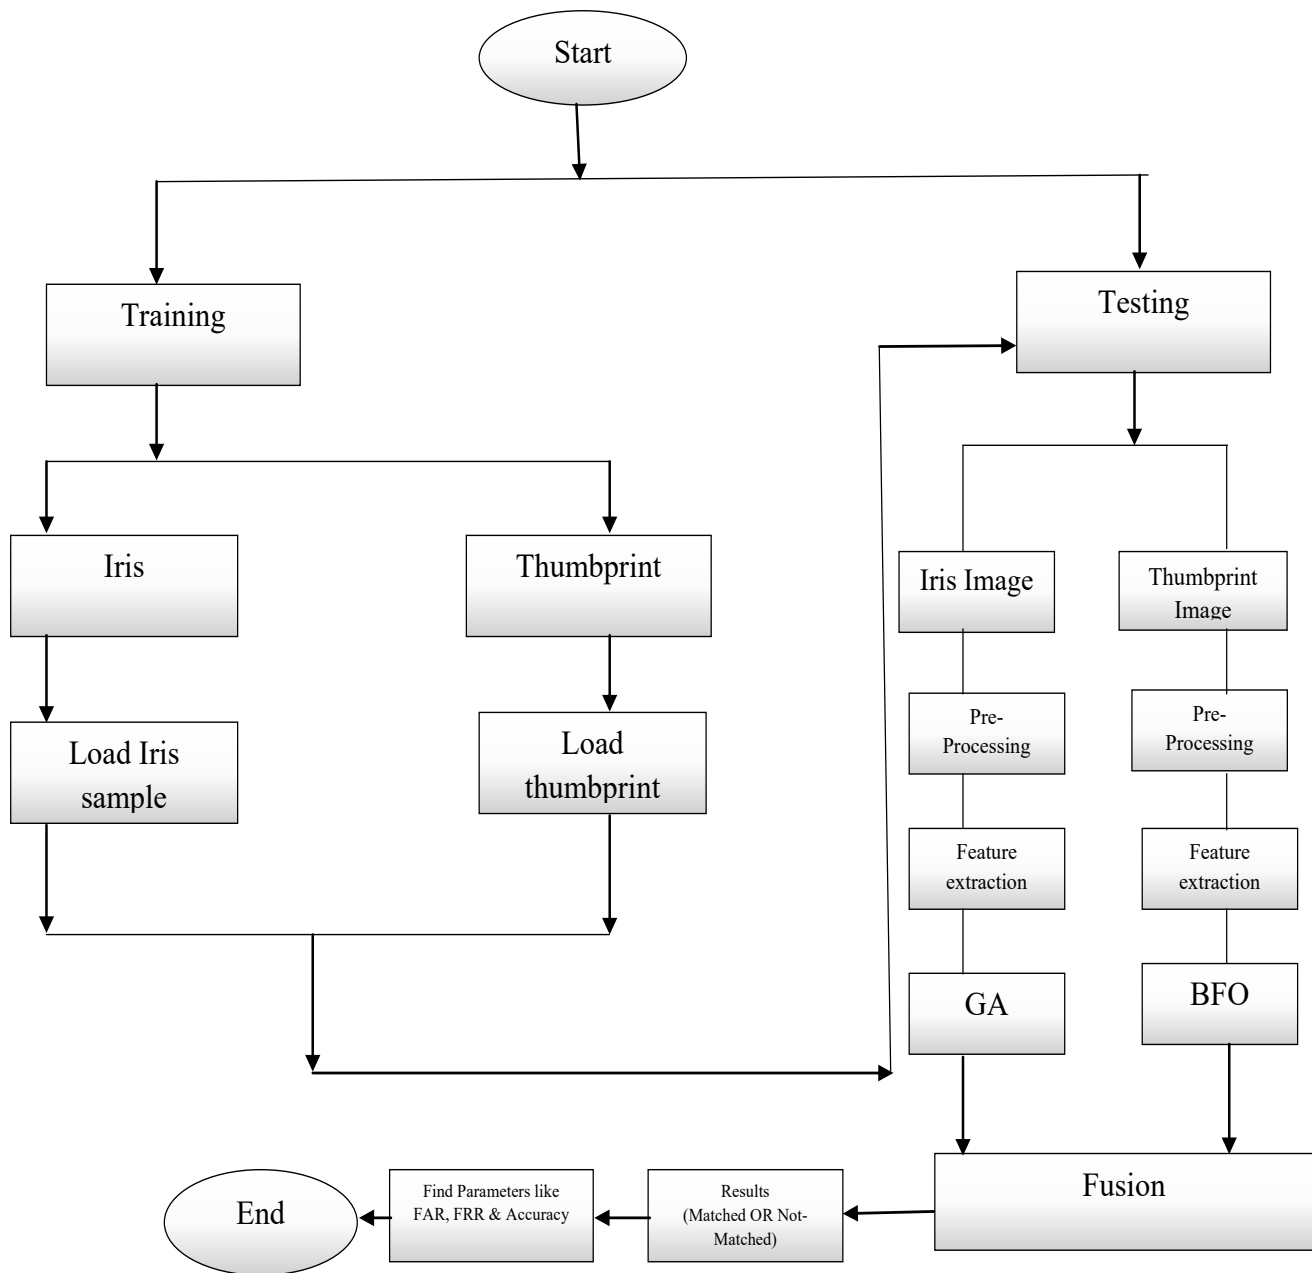 Start
Training
Testing
Iris
Thumbprint
Iris Image
Thumbprint
Image
Load Iris
sample
Load
thumbprint
Pre-
Processing
Pre-
Processing
Feature
extraction
Feature
extraction
GA
BFO
Fusion
Results
(Matched OR Not-
Matched)
Find Parameters like
FAR, FRR & Accuracy
End